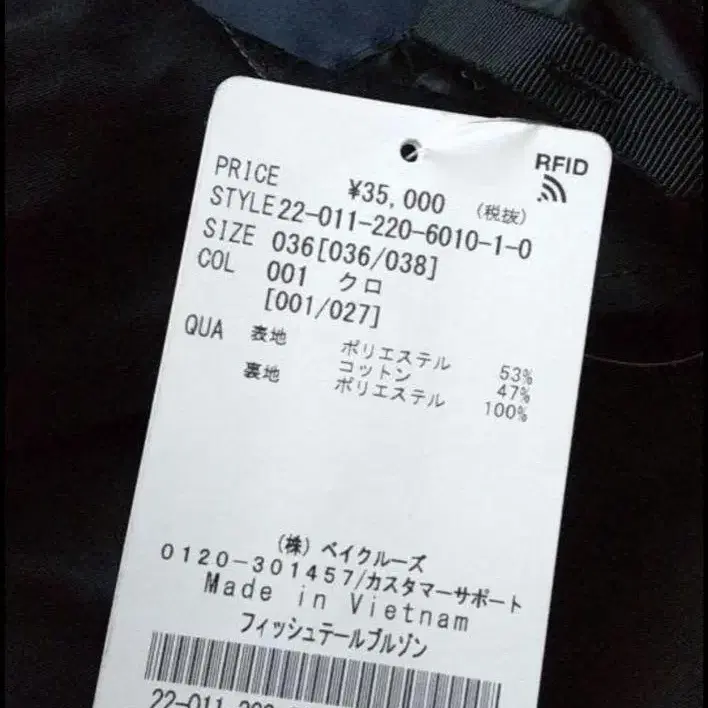 RFID
PRICE ¥35,000 (税抜)
STYLE 22-011-220-6010-1-0
SIZE 036[036/038]
COL 001 クロ
[001/027]
QUA 表地 ポリエステル 53%
コットン 47%
裏地 ポリエステル 100%
(株) ベイクルーズ
0120-301457/カスタマーサポート
Made in Vietnam
フィッシュテールブルゾン
22-011-220